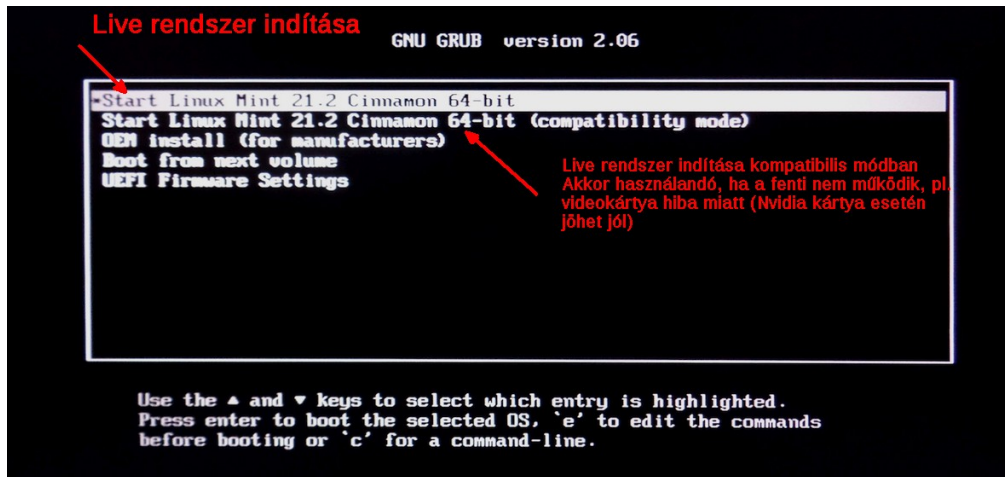 Live rendszer indítása
GNU GRUB version 2.06
*Start Linux Mint 21.2 Cinnamon 64-bit
Start Linux Mint 21.2 Cinnamon 64-bit (compatibility mode)
OEM install (for manufacturers)
Boot from next volume
UEFI Firmware Settings
Live rendszer indítása kompatibilis módban
Akkor használandó, ha a fenti nem működik, pl.
videokártya hiba miatt (Nvidia kártya esetén
jöhet jól)
Use the ▲ and ▼ keys to select which entry is highlighted.
Press enter to boot the selected OS, `e' to edit the commands
before booting or `c' for a command-line.